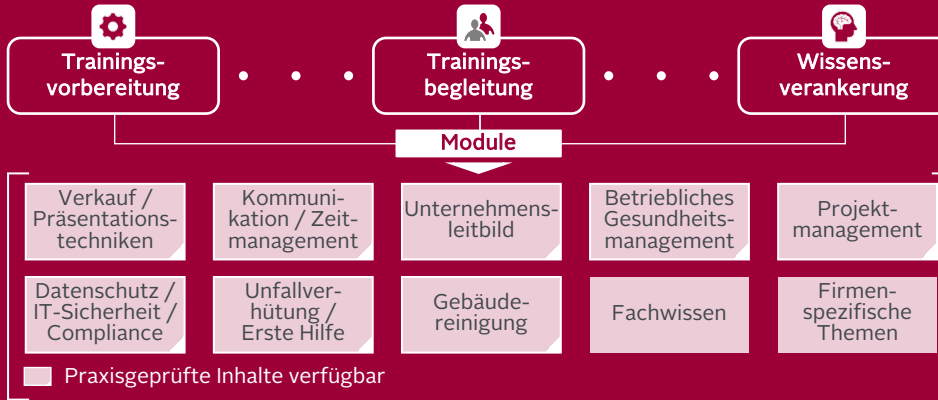 Trainings-
vorbereitung
Trainings-
begleitung
Wissens-
verankerung
Module
Verkauf /
Präsentations-
techniken
Kommuni-
kation / Zeit-
management
Unternehmens-
leitbild
Betriebliches
Gesundheits-
management
Projekt-
management
Datenschutz /
IT-Sicherheit /
Compliance
Unfallver-
hütung /
Erste Hilfe
Gebäude-
reinigung
Fachwissen
Firmen-
spezifische
Themen
Praxisgeprüfte Inhalte verfügbar